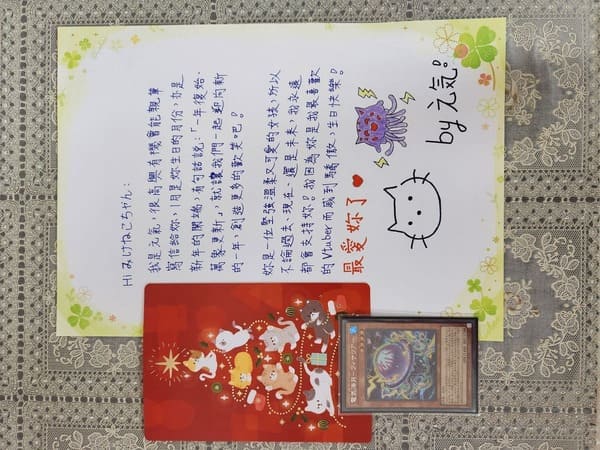 Hi みけねこちゃん：
我是元氣，很高興有機會能親筆
寫信給妳，1月是妳生日的月份，亦是
新年的開端，有句話說：「一年復始，
萬象更新」，就讓我們一起迎向新
的一年，創造更多的歡笑吧！
妳是一位堅強溫柔又可愛的女孩，所以
不論過去、現在、還是未來，我永遠
都會支持妳！我因為妳是我最喜歡
的Vtuber而感到驕傲，生日快樂！
最愛妳了
by 元氣！